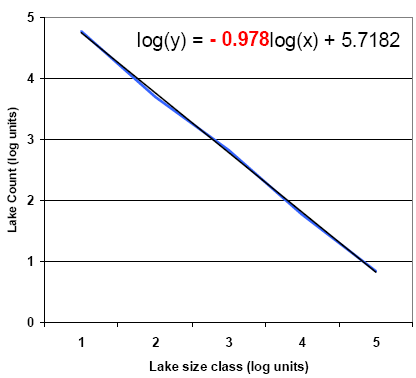 5
log(y) = - 0.978log(x) + 5.7182
4
3
2
1
0
Lake Count (log units)
1 2 3 4 5
Lake size class (log units)